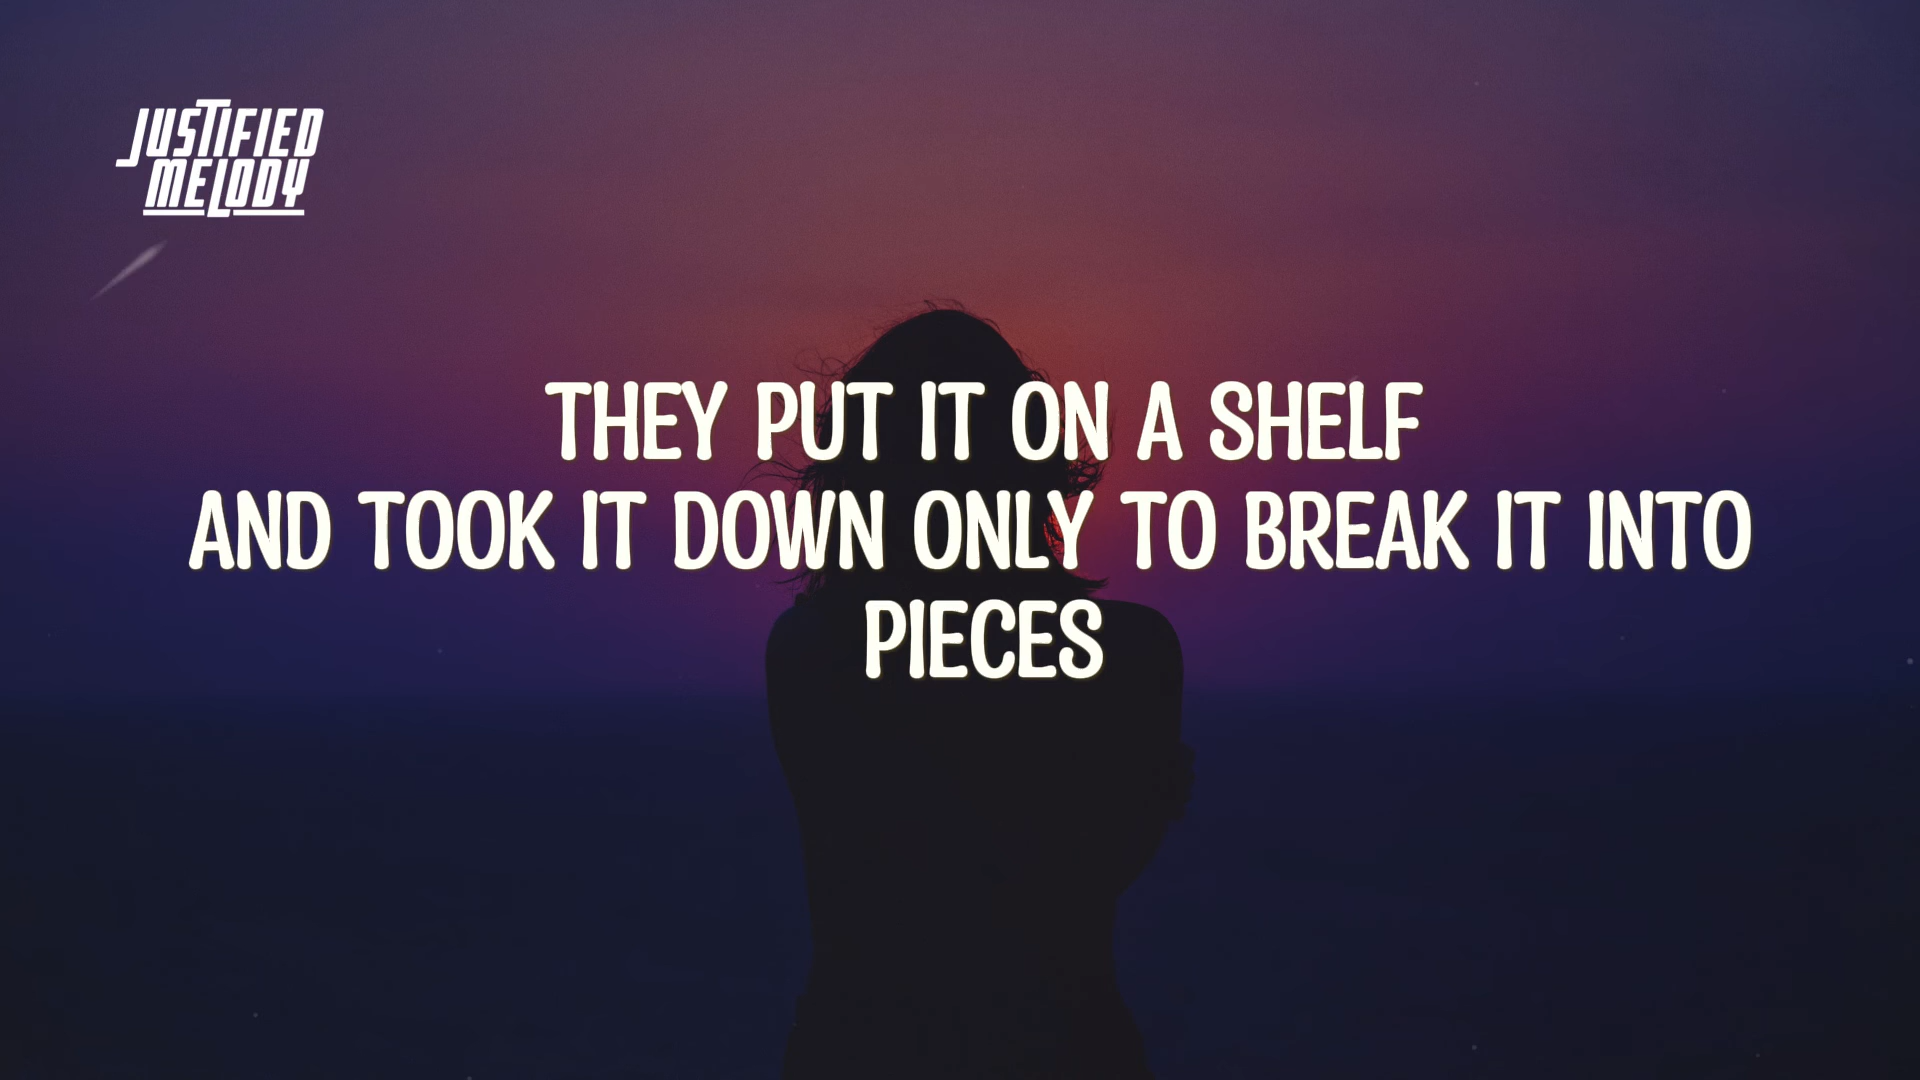 JUSTIFIED
MELODY
THEY PUT IT ON A SHELF
AND TOOK IT DOWN ONLY TO BREAK IT INTO
PIECES